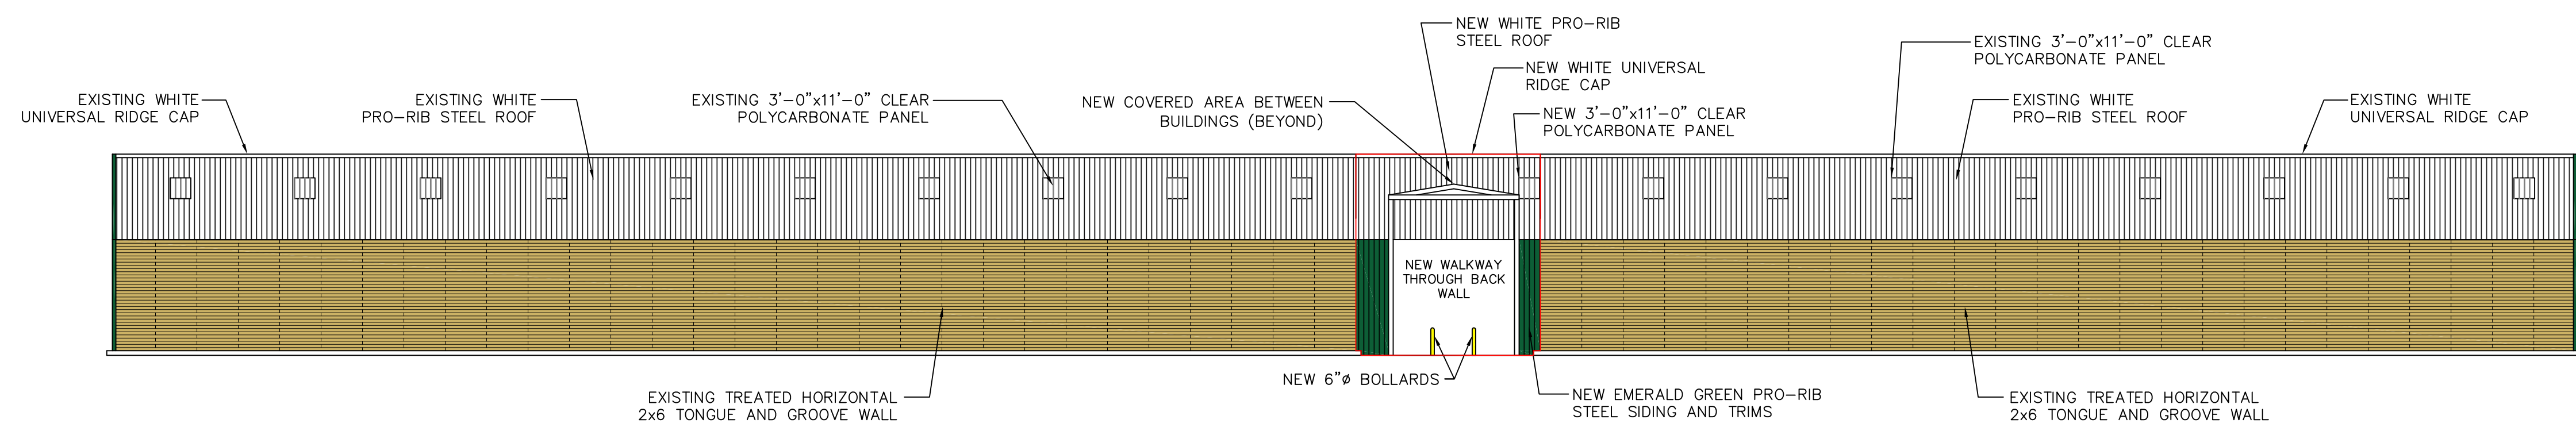 EXISTING WHITE
UNIVERSAL RIDGE CAP
EXISTING WHITE
PRO-RIB STEEL ROOF
EXISTING 3'-0"x11'-0" CLEAR
POLYCARBONATE PANEL
NEW COVERED AREA BETWEEN
BUILDINGS (BEYOND)
NEW WHITE PRO-RIB
STEEL ROOF
NEW WHITE UNIVERSAL
RIDGE CAP
NEW 3'-0"x11'-0" CLEAR
POLYCARBONATE PANEL
EXISTING 3'-0"x11'-0" CLEAR
POLYCARBONATE PANEL
EXISTING WHITE
PRO-RIB STEEL ROOF
EXISTING WHITE
UNIVERSAL RIDGE CAP
NEW WALKWAY
THROUGH BACK
WALL
EXISTING TREATED HORIZONTAL
2x6 TONGUE AND GROOVE WALL
NEW 6"ø BOLLARDS
NEW EMERALD GREEN PRO-RIB
STEEL SIDING AND TRIMS
EXISTING TREATED HORIZONTAL
2x6 TONGUE AND GROOVE WALL